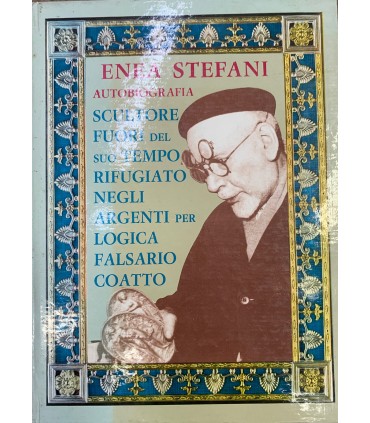 ENEA STEFANI
AUTOBIOGRAFIA
SCULTORE
FUORI DEL
SUO TEMPO
RIFUGIATO
NEGLI
ARGENTI PER
LOGICA
FALSARIO
COATTO